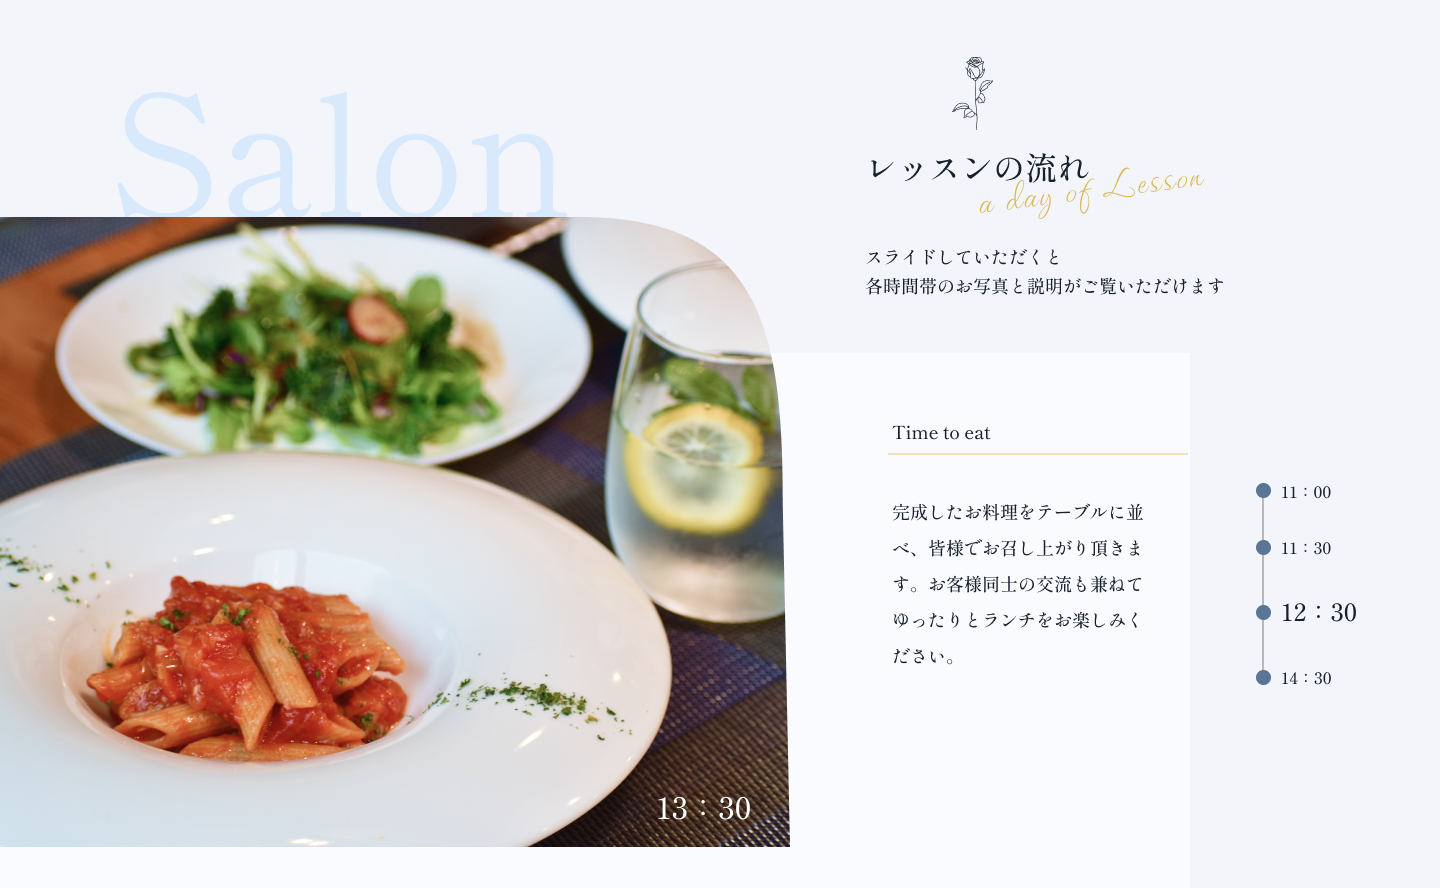 Salon
レッスンの流れ
a day of Lesson
スライドしていただくと
各時間帯のお写真と説明がご覧いただけます
Time to eat
完成したお料理をテーブルに並
べ、皆様でお召し上がり頂きま
す。お客様同士の交流も兼ねて
ゆったりとランチをお楽しみく
ださい。
11：00
11：30
12：30
14：30
13：30